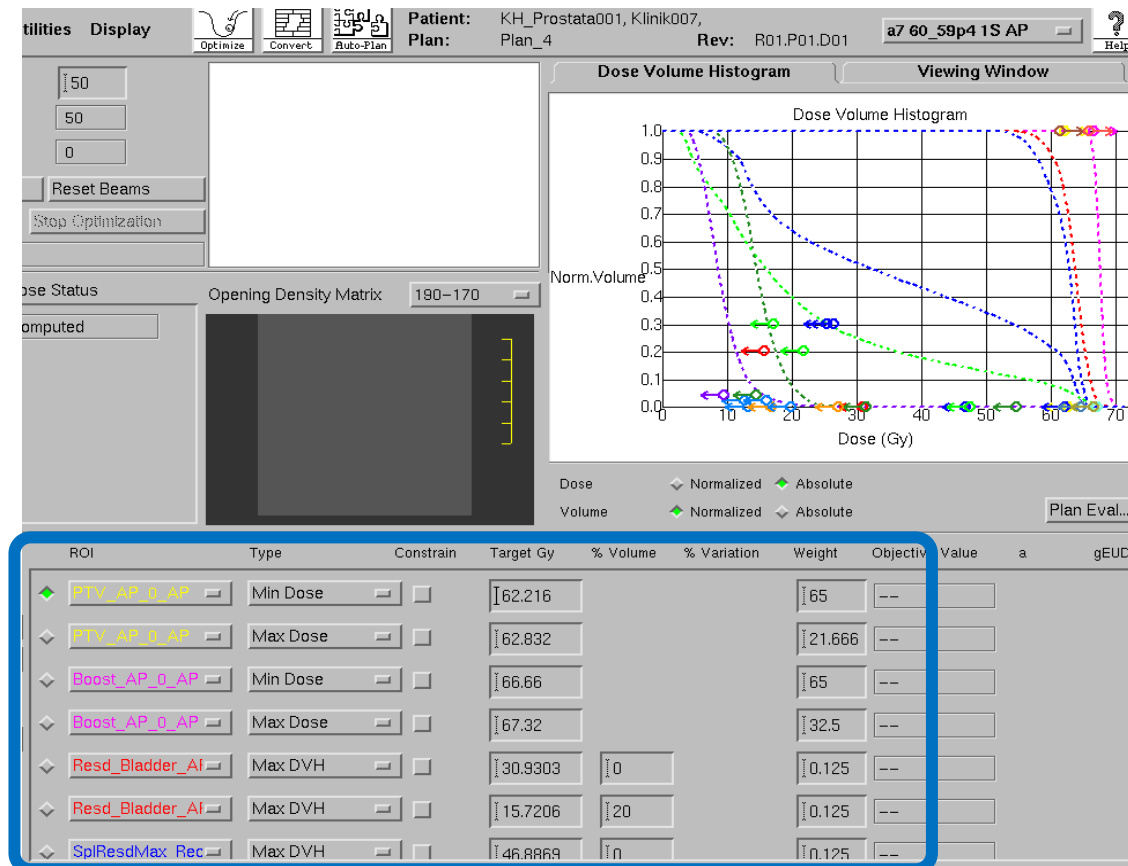 tilities Display Optimize Convert Auto-Plan Patient: KH_Prostata001, Klinik007, a7 60_59p4 1S AP ? Help
Plan: Plan_4 Rev: R01.P01.D01
50
50
0
Reset Beams
Stop Optimization
ose Status
omputed
Opening Density Matrix 190-170
Dose Volume Histogram Viewing Window
Dose Volume Histogram
1.0
0.9
0.8
0.7
0.6
0.5
Norm.Volume
0.4
0.3
0.2
0.1
0.0
0 10 20 30 40 50 60 70
Dose (Gy)
Dose Normalized Absolute
Volume Normalized Absolute
Plan Eval...
ROI Type Constrain Target Gy % Volume % Variation Weight Objectiv Value a gEUD
PTV_AP_0_AP Min Dose 62.216 65 --
PTV_AP_0_AP Max Dose 62.832 21.666 --
Boost_AP_0_AP Min Dose 66.66 65 --
Boost_AP_0_AP Max Dose 67.32 32.5 --
Resd_Bladder_AF Max DVH 30.9303 0 0.125 --
Resd_Bladder_AF Max DVH 15.7206 20 0.125 --
SplResdMax_Rec Max DVH 46.8869 0 0.125 --